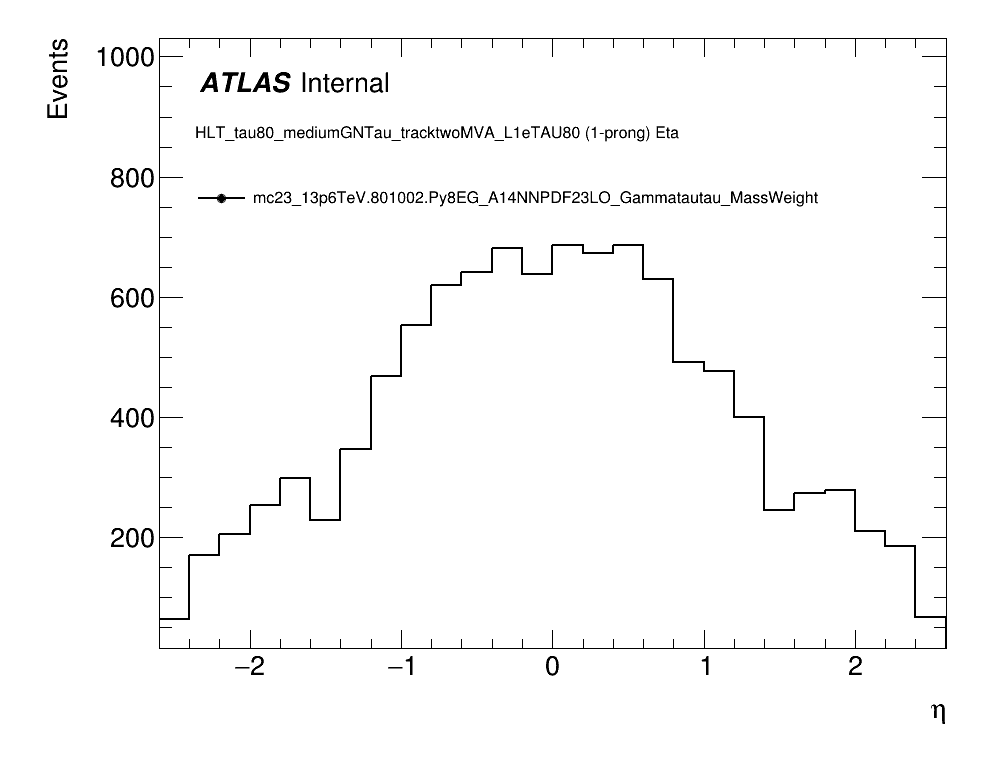 Events
1000
800
600
400
200
ATLAS Internal
HLT_tau80_mediumGNTau_tracktwoMVA_L1eTAU80 (1-prong) Eta
mc23_13p6TeV.801002.Py8EG_A14NNPDF23LO_Gammatautau_MassWeight
−2 −1 0 1 2
η